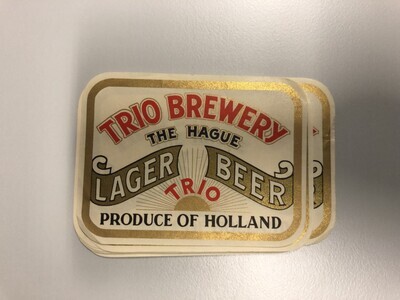 TRIO BREWERY
THE HAGUE
LAGER BEER
TRIO
PRODUCE OF HOLLAND